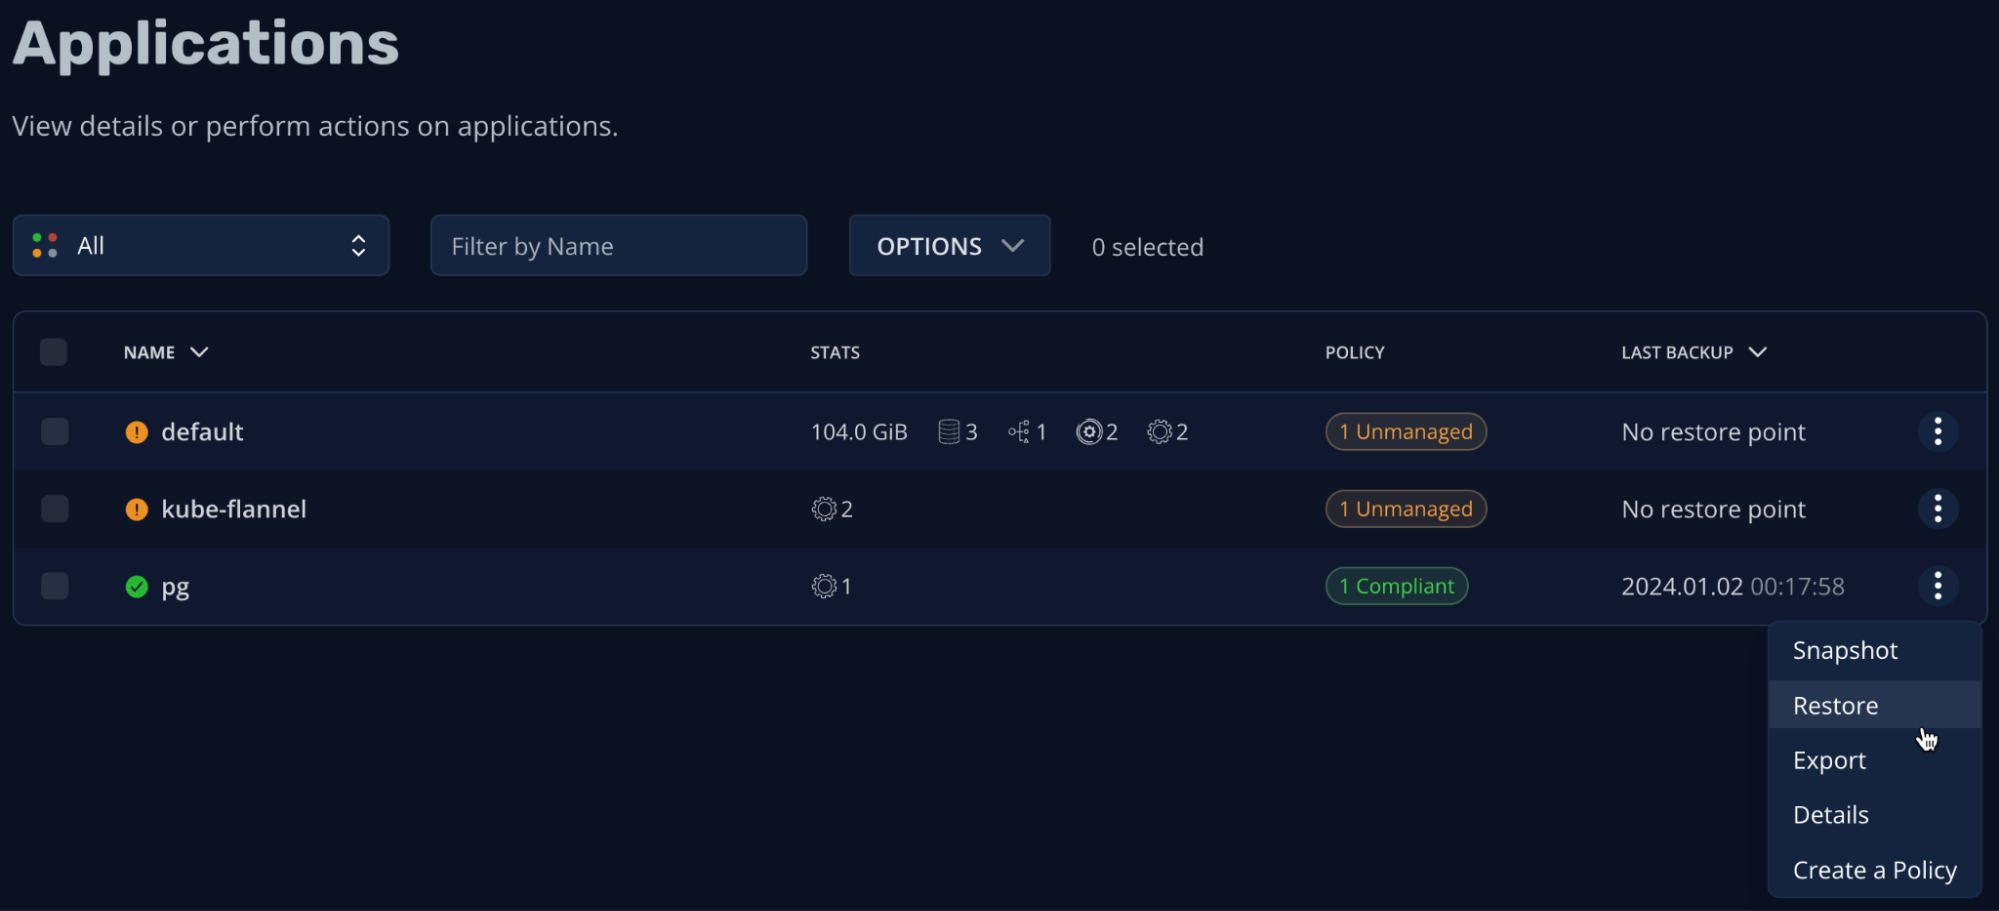 Applications
View details or perform actions on applications.
All
Filter by Name
OPTIONS
0 selected
NAME STATS POLICY LAST BACKUP
default 104.0 GiB 3 1 2 2 1 Unmanaged No restore point
kube-flannel 2 1 Unmanaged No restore point
pg 1 1 Compliant 2024.01.02 00:17:58
Snapshot
Restore
Export
Details
Create a Policy